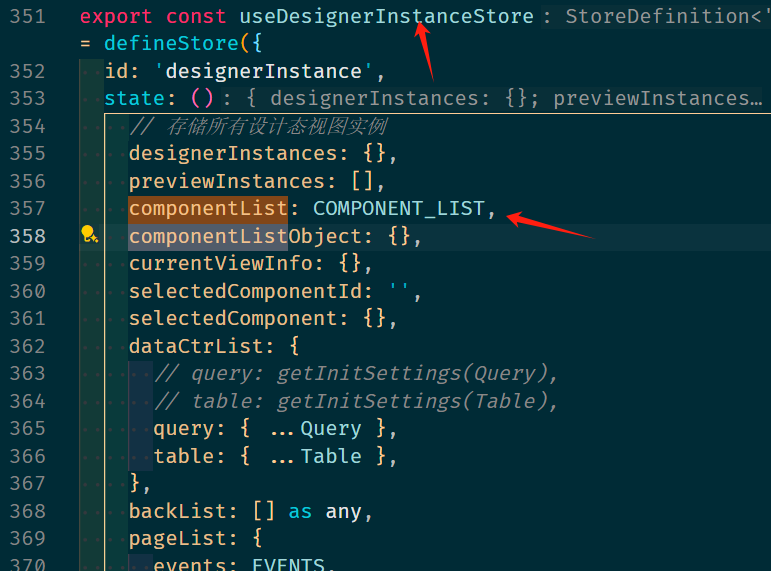 351 export const useDesignerInstanceStore: StoreDefinition<"
= defineStore({
352 id: 'designerInstance',
353 state: (): { designerInstances: {}; previewInstances…
354 // 存储所有设计态视图实例
355 designerInstances: {},
356 previewInstances: [],
357 componentList: COMPONENT_LIST,
358 componentListObject: {},
359 currentViewInfo: {},
360 selectedComponentId: '',
361 selectedComponent: {},
362 dataCtrList: {
363 // query: getInitSettings(Query),
364 // table: getInitSettings(Table),
365 query: { ...Query },
366 table: { ...Table },
367 },
368 backList: [] as any,
369 pageList: {
370 events: EVENTS,